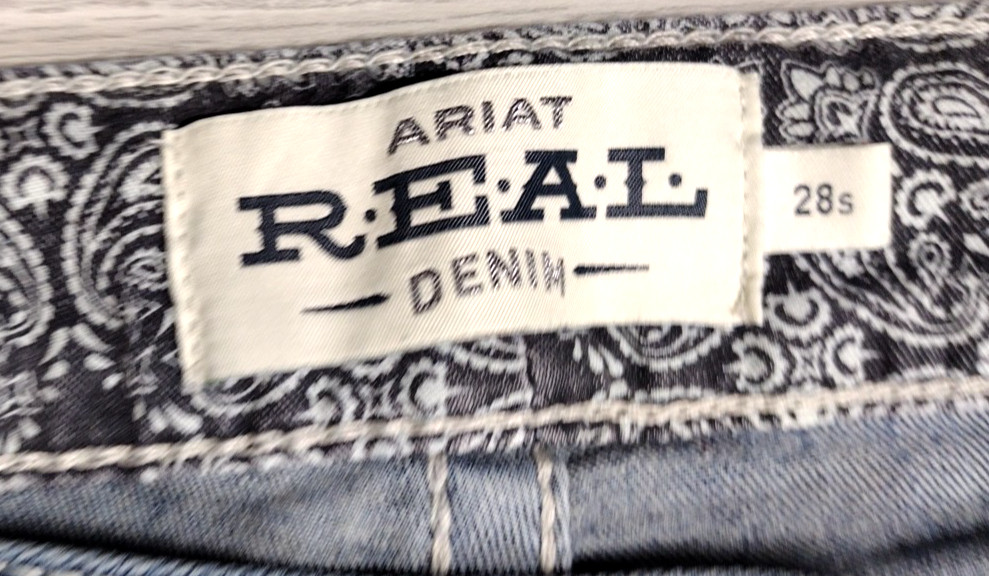 ARIAT
R·E·A·L·
DENIM
28s